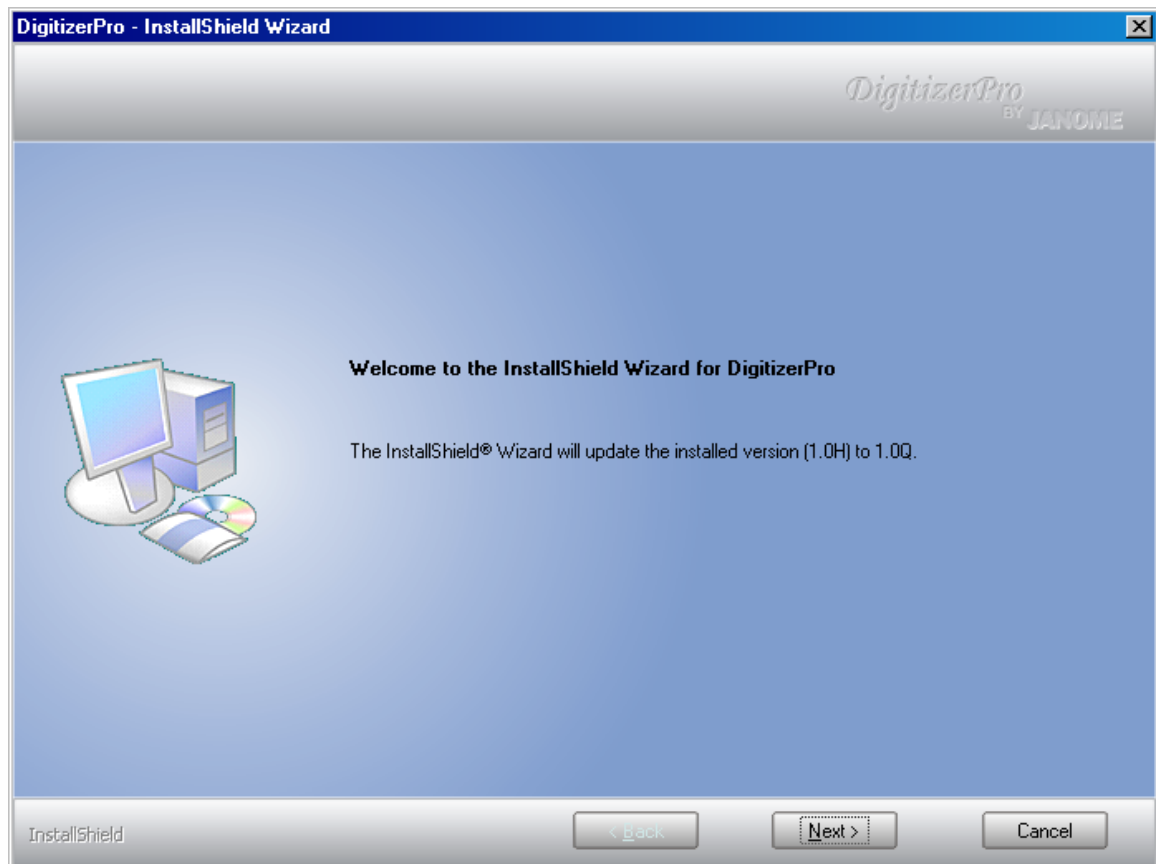 DigitizerPro - InstallShield Wizard
DigitizerPro
BY JANOME
Welcome to the InstallShield Wizard for DigitizerPro
The InstallShield® Wizard will update the installed version (1.0H) to 1.0Q.
InstallShield
< Back
Next >
Cancel